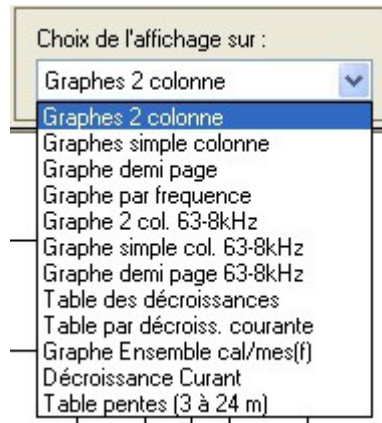 Choix de l'affichage sur :
Graphes 2 colonne
Graphes 2 colonne
Graphes simple colonne
Graphe demi page
Graphe par frequence
Graphe 2 col. 63-8kHz
Graphe simple col. 63-8kHz
Graphe demi page 63-8kHz
Table des décroissances
Table par décroiss. courante
Graphe Ensemble cal/mes(f)
Décroissance Curant
Table pentes (3 à 24 m)